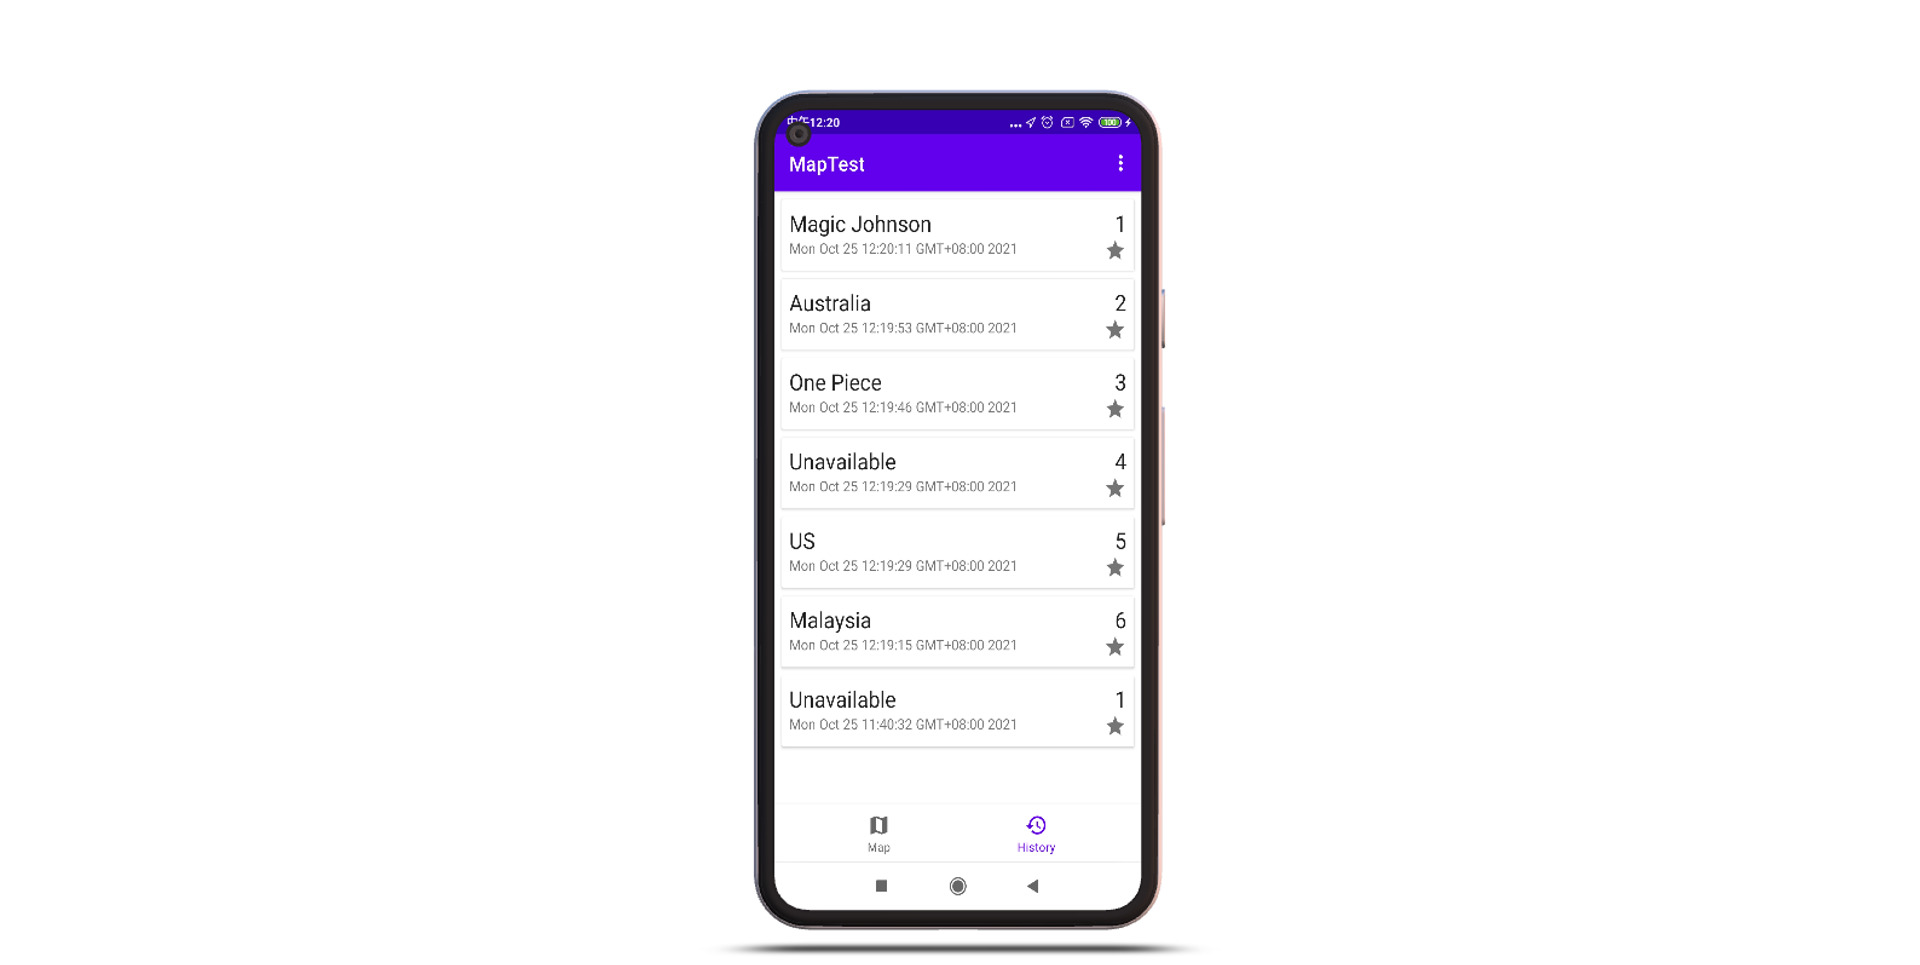 中午12:20
100
MapTest
Magic Johnson 1
Mon Oct 25 12:20:11 GMT+08:00 2021
Australia 2
Mon Oct 25 12:19:53 GMT+08:00 2021
One Piece 3
Mon Oct 25 12:19:46 GMT+08:00 2021
Unavailable 4
Mon Oct 25 12:19:29 GMT+08:00 2021
US 5
Mon Oct 25 12:19:29 GMT+08:00 2021
Malaysia 6
Mon Oct 25 12:19:15 GMT+08:00 2021
Unavailable 1
Mon Oct 25 11:40:32 GMT+08:00 2021
Map
History